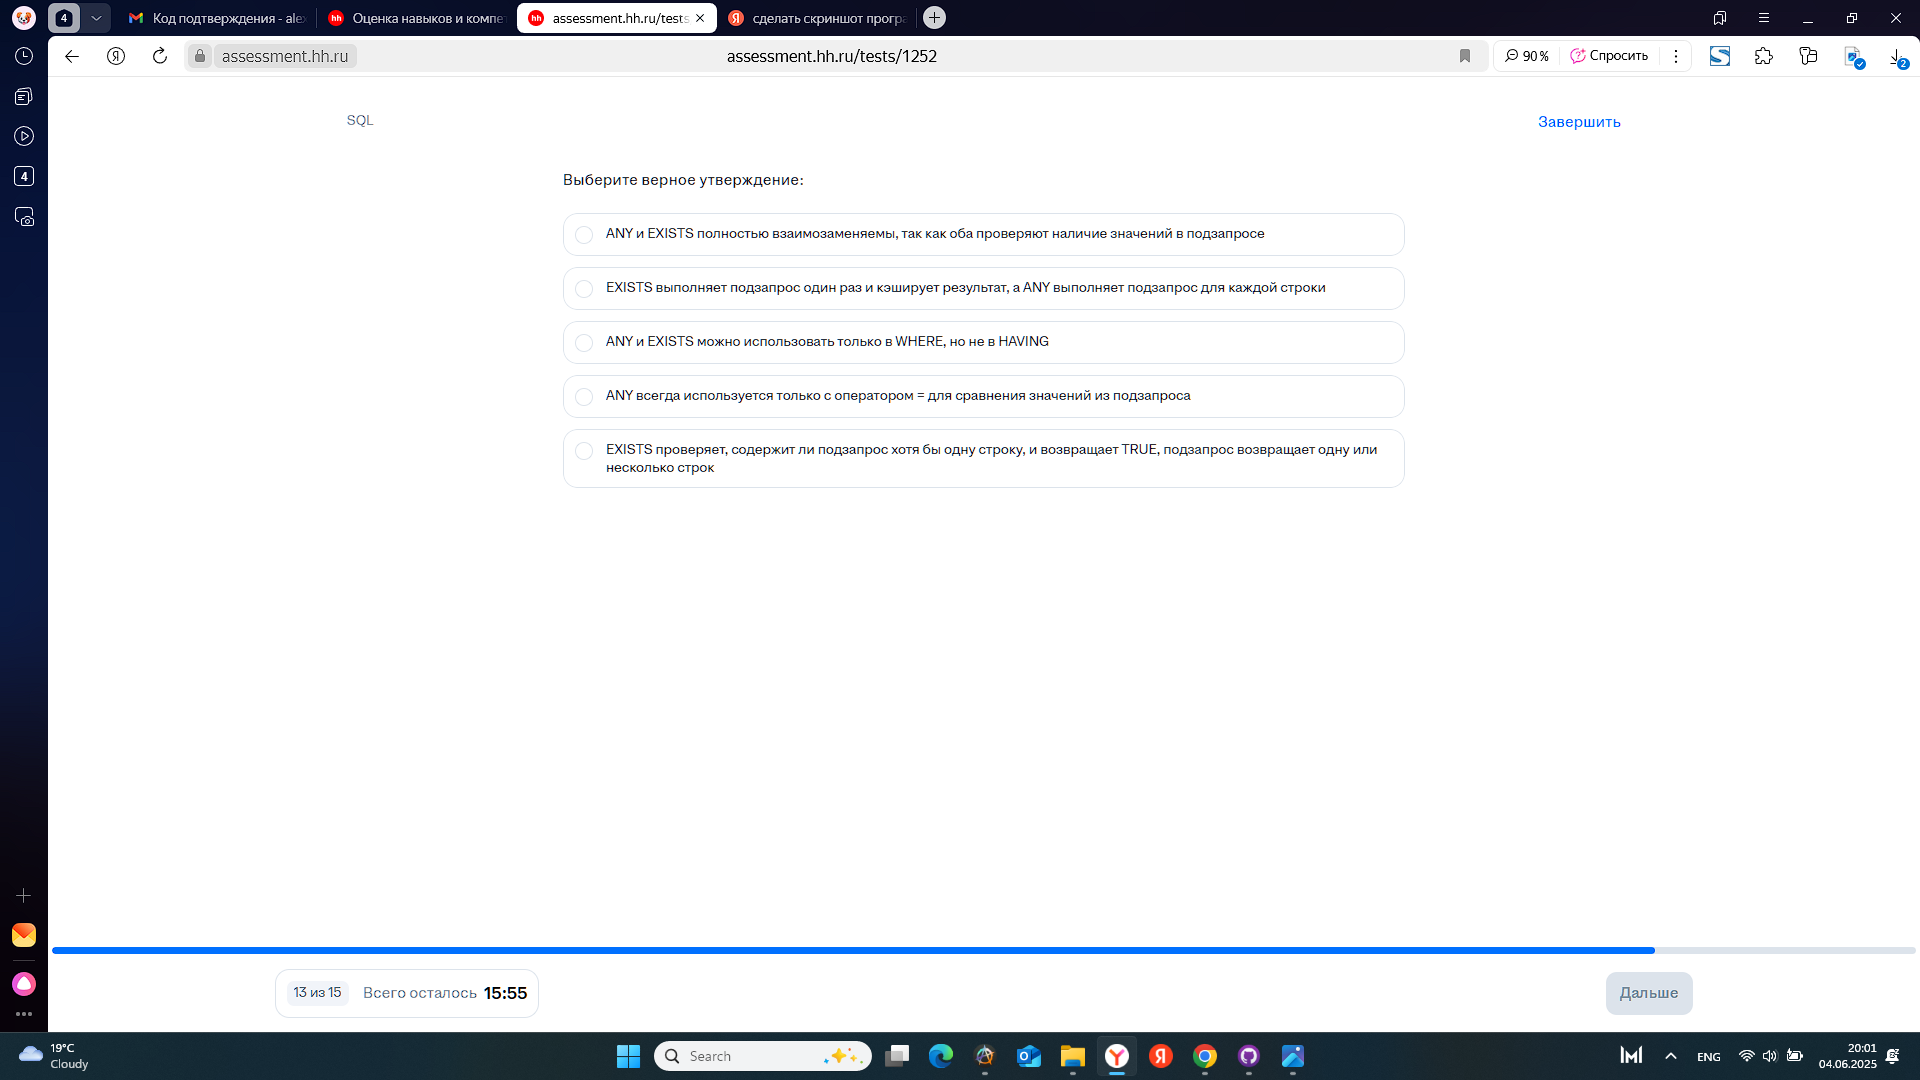 4
Код подтверждения - ale
Оценка навыков и компе
assessment.hh.ru/tests
сделать скриншот прогр
assessment.hh.ru
assessment.hh.ru/tests/1252
90 %
Спросить
2
4
SQL
Завершить
Выберите верное утверждение:
ANY и EXISTS полностью взаимозаменяемы, так как оба проверяют наличие значений в подзапросе
EXISTS выполняет подзапрос один раз и кэширует результат, а ANY выполняет подзапрос для каждой строки
ANY и EXISTS можно использовать только в WHERE, но не в HAVING
ANY всегда используется только с оператором = для сравнения значений из подзапроса
EXISTS проверяет, содержит ли подзапрос хотя бы одну строку, и возвращает TRUE, подзапрос возвращает одну или
несколько строк
13 из 15 Всего осталось 15:55
Дальше
19°C
Cloudy
Search
ENG
20:01
04.06.2025